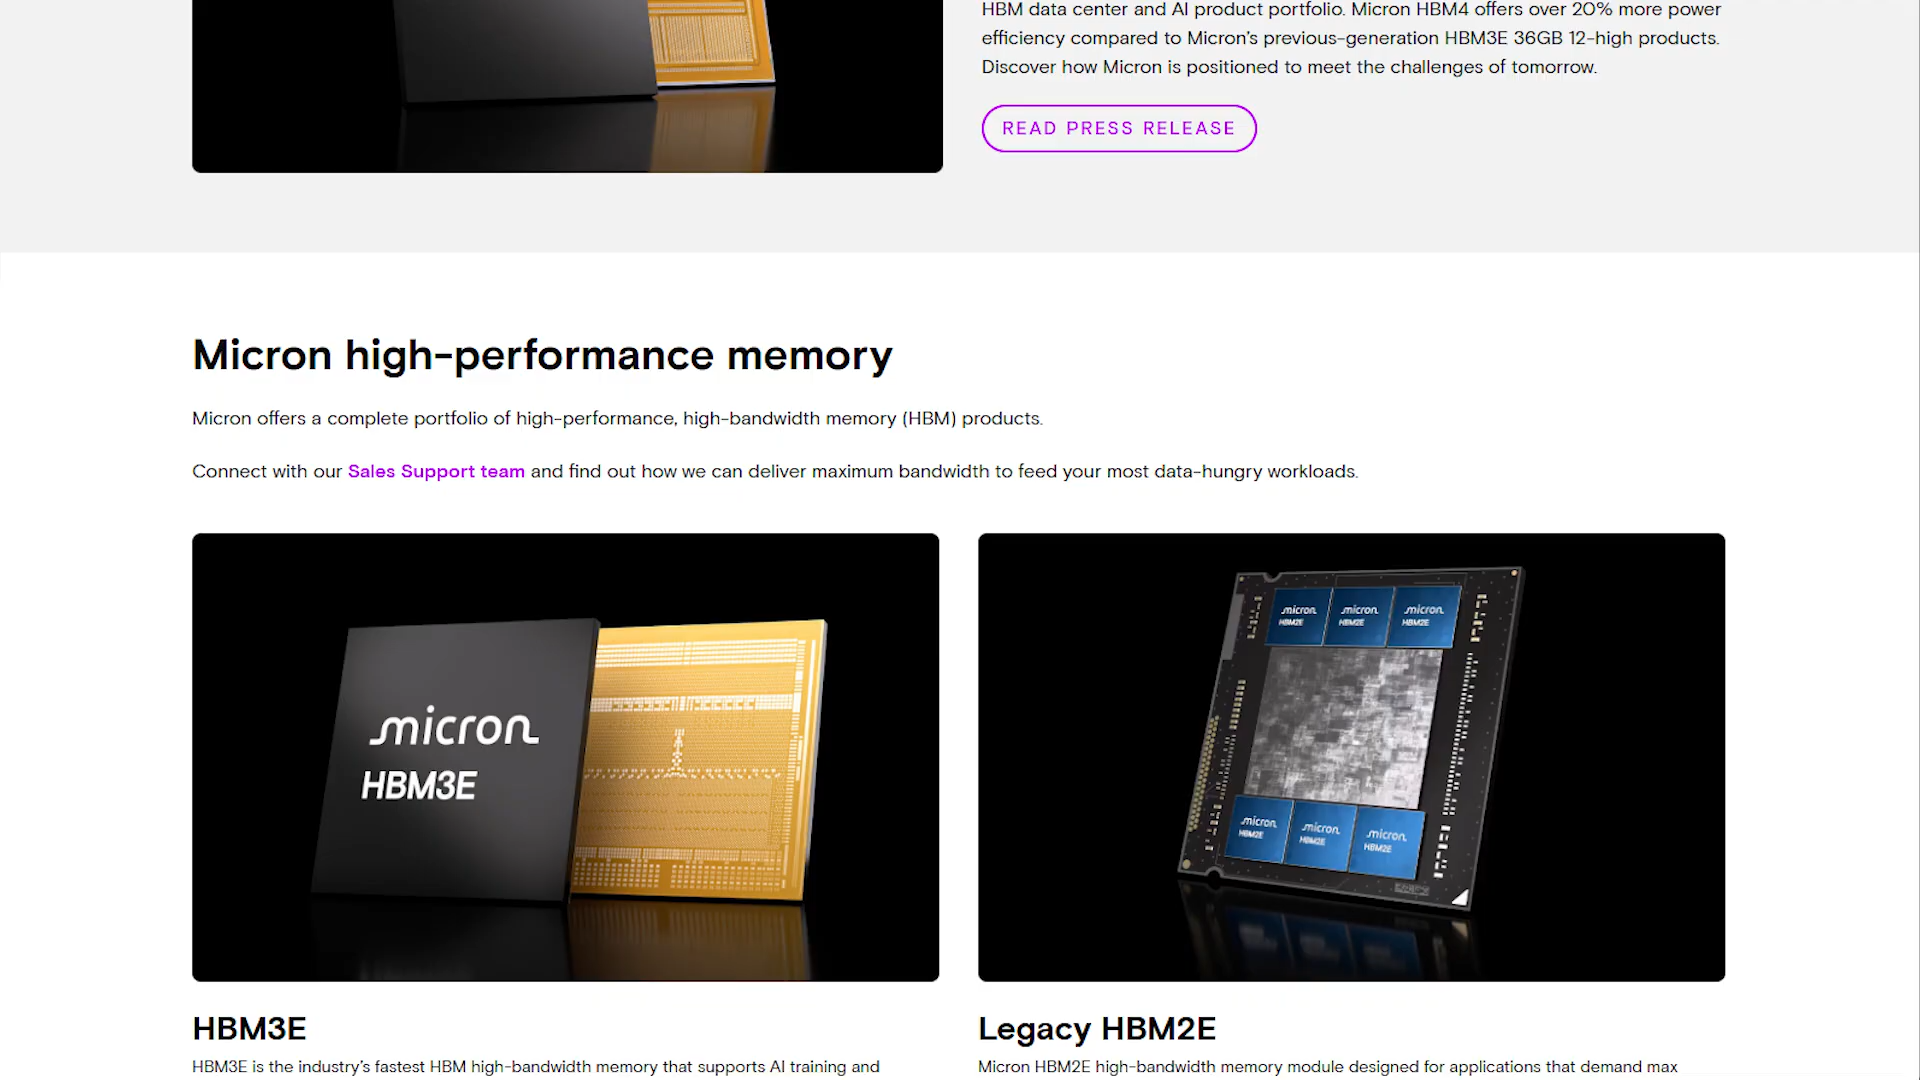 HBM data center and AI product portfolio. Micron HBM4 offers over 20% more power
efficiency compared to Micron's previous-generation HBM3E 36GB 12-high products.
Discover how Micron is positioned to meet the challenges of tomorrow.
READ PRESS RELEASE
Micron high-performance memory
Micron offers a complete portfolio of high-performance, high-bandwidth memory (HBM) products.
Connect with our Sales Support team and find out how we can deliver maximum bandwidth to feed your most data-hungry workloads.
micron
HBM3E
micron micron micron
HBM2E HBM2E HBM2E
micron micron micron
HBM2E HBM2E HBM2E
HBM3E
HBM3E is the industry's fastest HBM high-bandwidth memory that supports AI training and
Legacy HBM2E
Micron HBM2E high-bandwidth memory module designed for applications that demand max